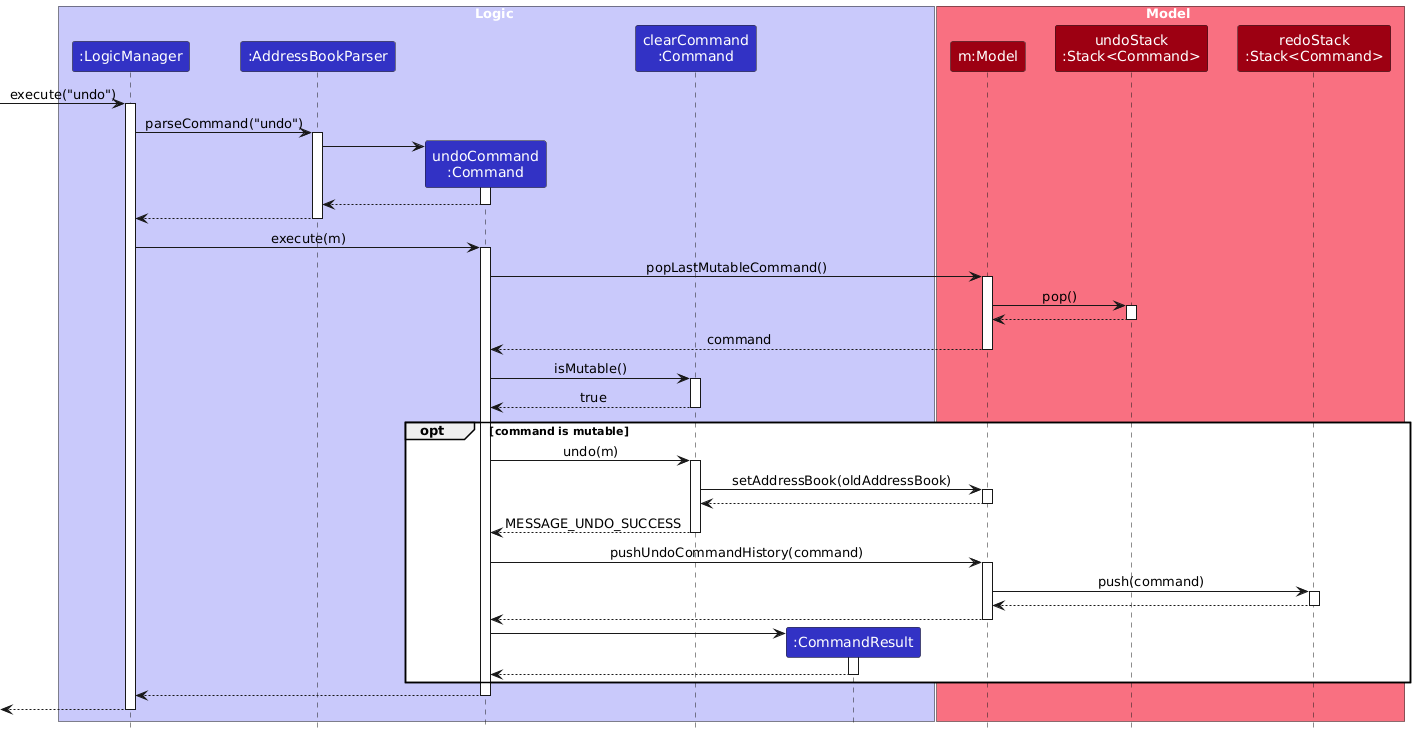 Logic
Model
:LogicManager
:AddressBookParser
clearCommand
:Command
m:Model
undoStack
:Stack<Command>
redoStack
:Stack<Command>
execute("undo")
parseCommand("undo")
undoCommand
:Command
execute(m)
popLastMutableCommand()
pop()
command
isMutable()
true
opt
[command is mutable]
undo(m)
setAddressBook(oldAddressBook)
MESSAGE_UNDO_SUCCESS
pushUndoCommandHistory(command)
push(command)
:CommandResult